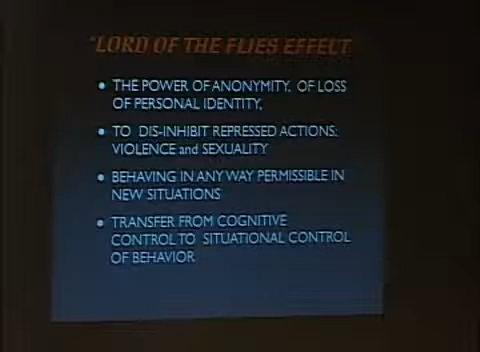 "LORD OF THE FLIES EFFECT
• THE POWER OF ANONYMITY, OF LOSS
OF PERSONAL IDENTITY,
• TO DIS-INHIBIT REPRESSED ACTIONS:
VIOLENCE and SEXUALITY
• BEHAVING IN ANY WAY PERMISSIBLE IN
NEW SITUATIONS
• TRANSFER FROM COGNITIVE
CONTROL TO SITUATIONAL CONTROL
OF BEHAVIOR